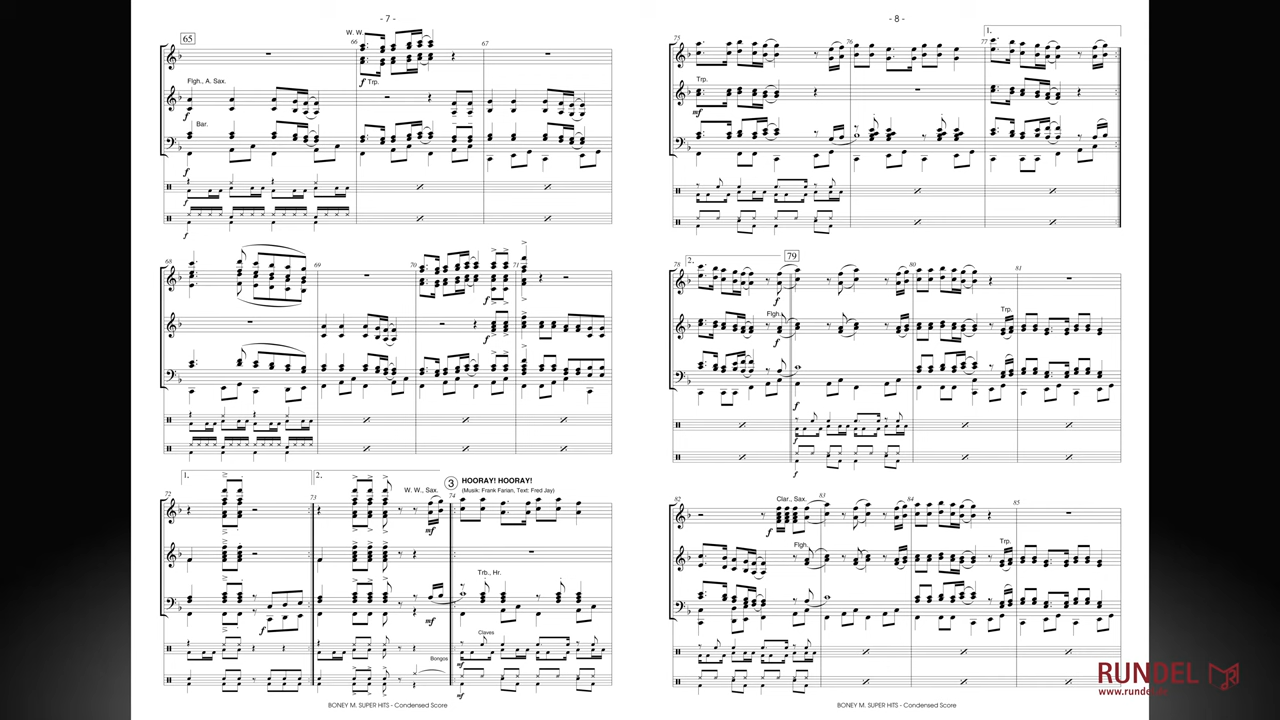 - 7 -
65
66
67
W. W.
Flgh., A. Sax.
f
Trp.
f
Bar.
f
f
f
68
69
70
71
f
f
72
73
74
1.
2.
W. W., Sax.
3 HOORAY! HOORAY!
(Musik: Frank Farian, Text: Fred Jay)
mf
Trb., Hr.
f
mf
Claves
mf
Bongos
mf
BONEY M. SUPER HITS - Condensed Score
- 8 -
75
76
77
1.
Trp.
mf
78
2.
79
80
81
f
Flgh.
f
Trp.
f
f
f
82
83
84
85
Clar., Sax.
f
Flgh.
Trp.
BONEY M. SUPER HITS - Condensed Score
RUNDEL
www.rundel.de